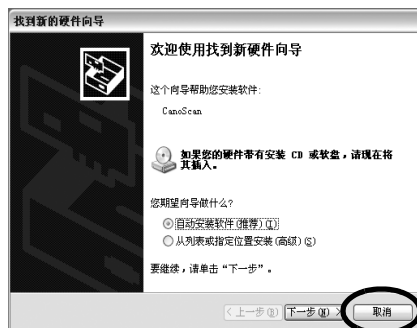 找到新的硬件向导
欢迎使用找到新硬件向导
这个向导帮助您安装软件:
CanoScan
如果您的硬件带有安装 CD 或软盘，请现在将
其插入。
您期望向导做什么?
自动安装软件(推荐)(I)
从列表或指定位置安装(高级)(S)
要继续，请单击“下一步”。
< 上一步(B) 下一步(N) > 取消